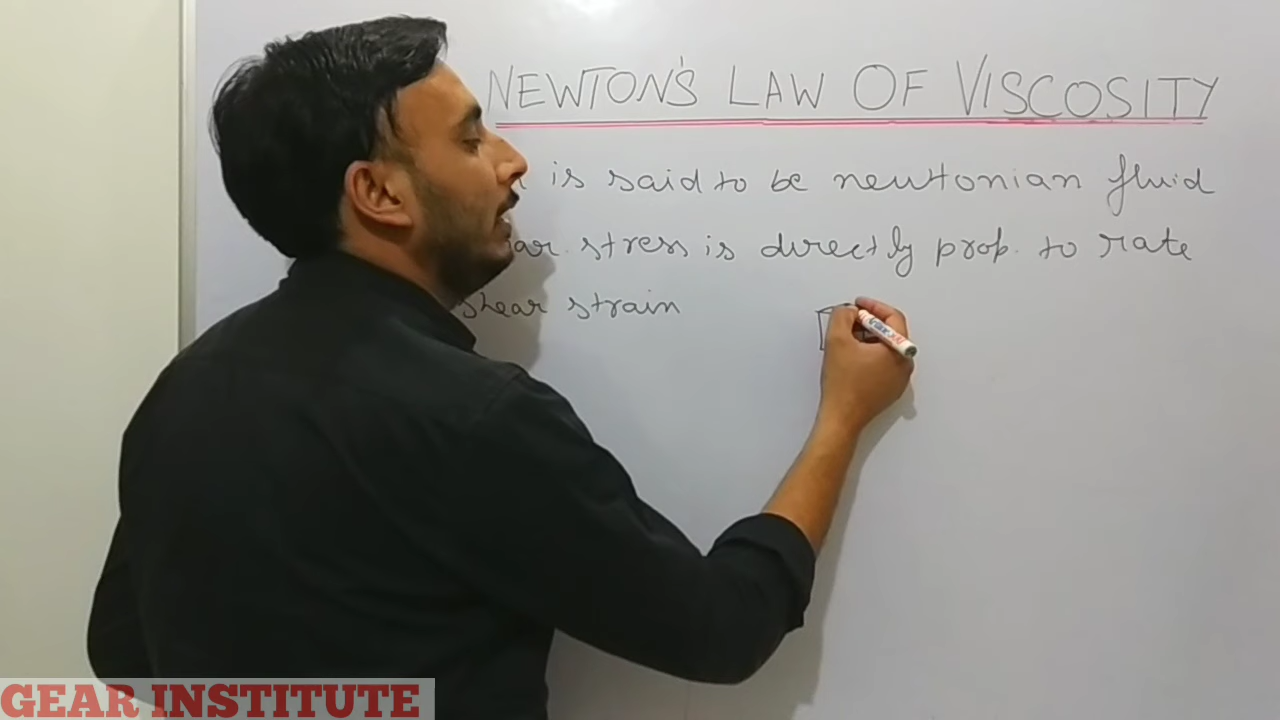 NEWTON'S LAW OF VISCOSITY
is said to be newtonian fluid
stress is directly prop. to rate
shear strain
GEAR INSTITUTE